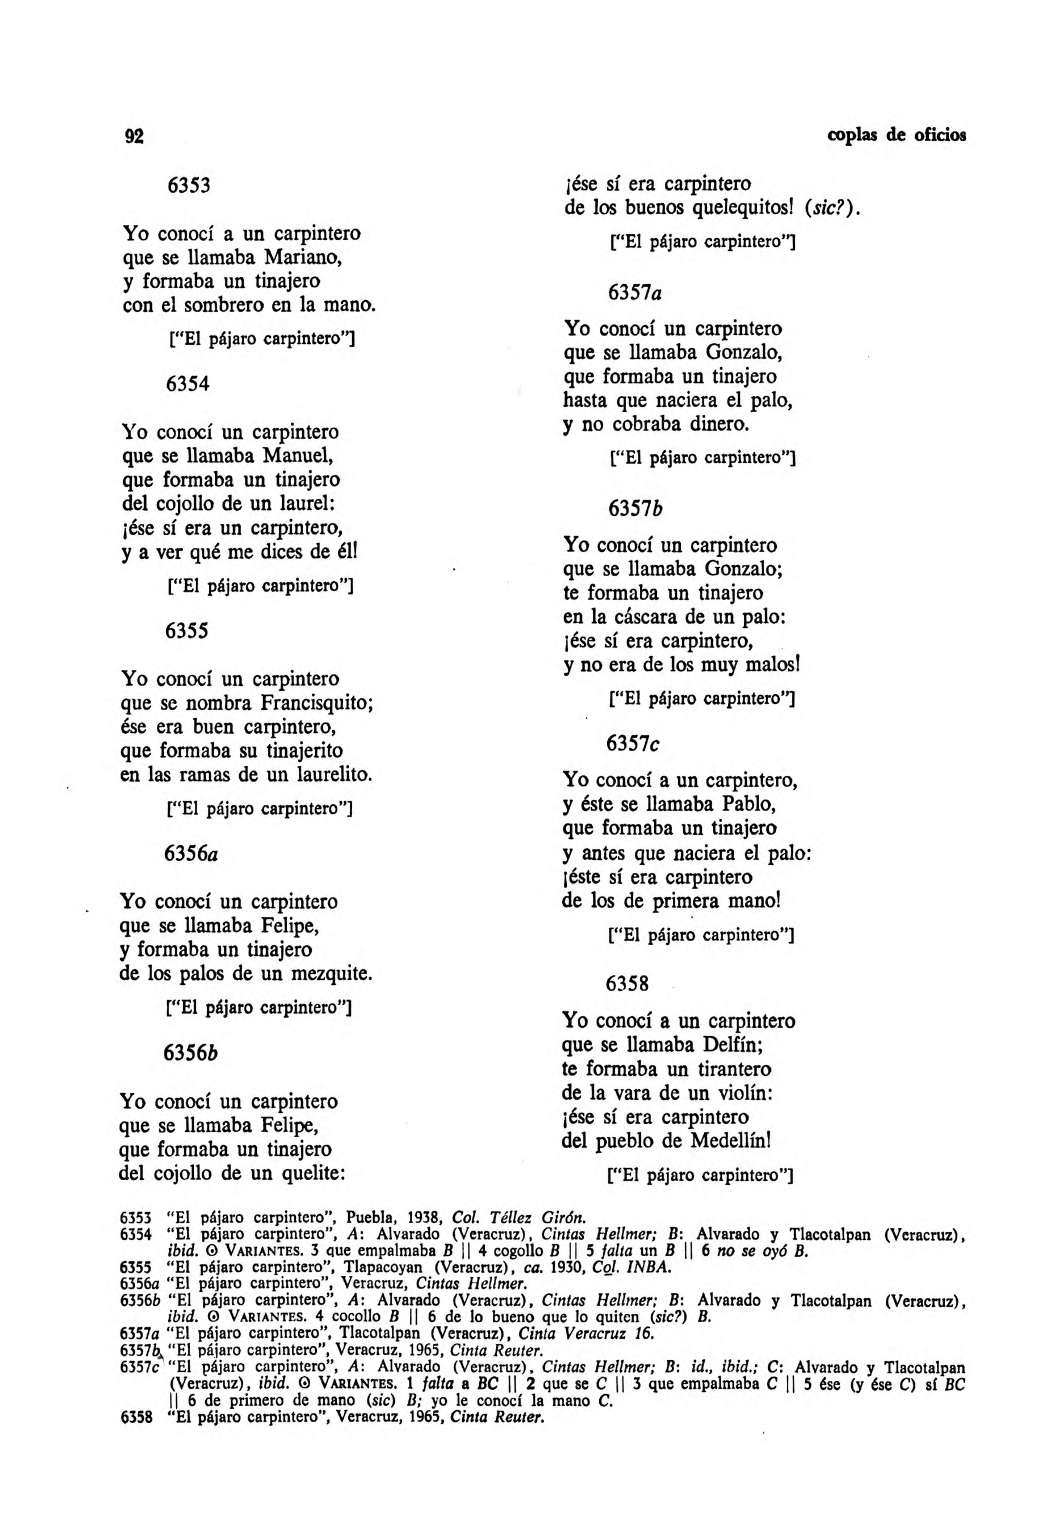 92
coplas de oficios
6353
Yo conocí a un carpintero
que se llamaba Mariano,
y formaba un tinajero
con el sombrero en la mano.
["El pájaro carpintero"]
6354
Yo conocí un carpintero
que se llamaba Manuel,
que formaba un tinajero
del cojollo de un laurel:
¡ése sí era un carpintero,
y a ver qué me dices de él!
["El pájaro carpintero"]
6355
Yo conocí un carpintero
que se nombra Francisquito;
ése era buen carpintero,
que formaba su tinajerito
en las ramas de un laurelito.
["El pájaro carpintero"]
6356a
Yo conocí un carpintero
que se llamaba Felipe,
y formaba un tinajero
de los palos de un mezquite.
["El pájaro carpintero"]
6356b
Yo conocí un carpintero
que se llamaba Felipe,
que formaba un tinajero
del cojollo de un quelite:
¡ése sí era carpintero
de los buenos quelequitos! (sic?).
["El pájaro carpintero"]
6357a
Yo conocí un carpintero
que se llamaba Gonzalo,
que formaba un tinajero
hasta que naciera el palo,
y no cobraba dinero.
["El pájaro carpintero"]
6357b
Yo conocí un carpintero
que se llamaba Gonzalo;
te formaba un tinajero
en la cáscara de un palo:
¡ése sí era carpintero,
y no era de los muy malos!
["El pájaro carpintero"]
6357c
Yo conocí a un carpintero,
y éste se llamaba Pablo,
que formaba un tinajero
y antes que naciera el palo:
¡éste sí era carpintero
de los de primera mano!
["El pájaro carpintero"]
6358
Yo conocí a un carpintero
que se llamaba Delfín;
te formaba un tirantero
de la vara de un violín:
¡ése sí era carpintero
del pueblo de Medellín!
["El pájaro carpintero"]
6353 "El pájaro carpintero", Puebla, 1938, Col. Téllez Girón.
6354 "El pájaro carpintero", A: Alvarado (Veracruz), Cintas Hellmer; B: Alvarado y Tlacotalpan (Veracruz),
ibid. ⊙ VARIANTES. 3 que empalmaba B || 4 cogollo B || 5 falta un B || 6 no se oyó B.
6355 "El pájaro carpintero", Tlapacoyan (Veracruz), ca. 1930, Col. INBA.
6356a "El pájaro carpintero", Veracruz, Cintas Hellmer.
6356b "El pájaro carpintero", A: Alvarado (Veracruz), Cintas Hellmer; B: Alvarado y Tlacotalpan (Veracruz),
ibid. ⊙ VARIANTES. 4 cocollo B || 6 de lo bueno que lo quiten (sic?) B.
6357a "El pájaro carpintero", Tlacotalpan (Veracruz), Cinta Veracruz 16.
6357b "El pájaro carpintero", Veracruz, 1965, Cinta Reuter.
6357c "El pájaro carpintero", A: Alvarado (Veracruz), Cintas Hellmer; B: id., ibid.; C: Alvarado y Tlacotalpan
(Veracruz), ibid. ⊙ VARIANTES. 1 falta a BC || 2 que se C || 3 que empalmaba C || 5 ése (y ése C) sí BC
|| 6 de primero de mano (sic) B; yo le conocí la mano C.
6358 "El pájaro carpintero", Veracruz, 1965, Cinta Reuter.